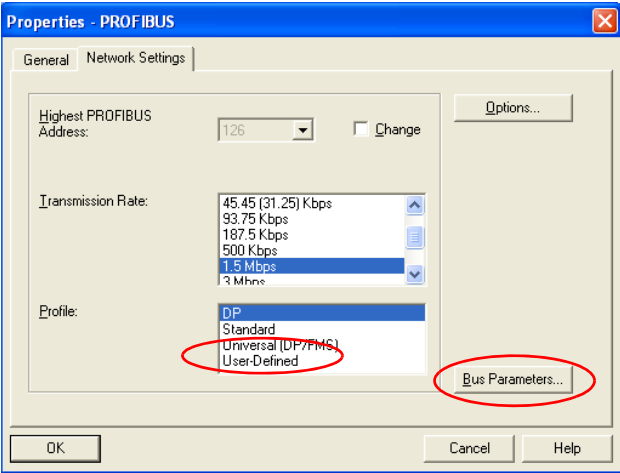 Properties - PROFIBUS
General Network Settings
Highest PROFIBUS
Address:
126
Change
Options...
Transmission Rate:
45.45 (31.25) Kbps
93.75 Kbps
187.5 Kbps
500 Kbps
1.5 Mbps
3 Mbps
Profile:
DP
Standard
Universal (DP/FMS)
User-Defined
Bus Parameters...
OK
Cancel
Help